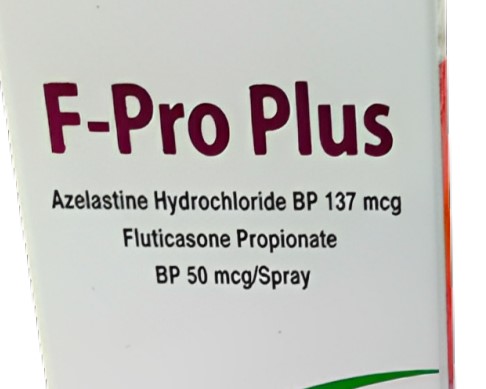 F-Pro Plus
Azelastine Hydrochloride BP 137 mcg
Fluticasone Propionate
BP 50 mcg/Spray